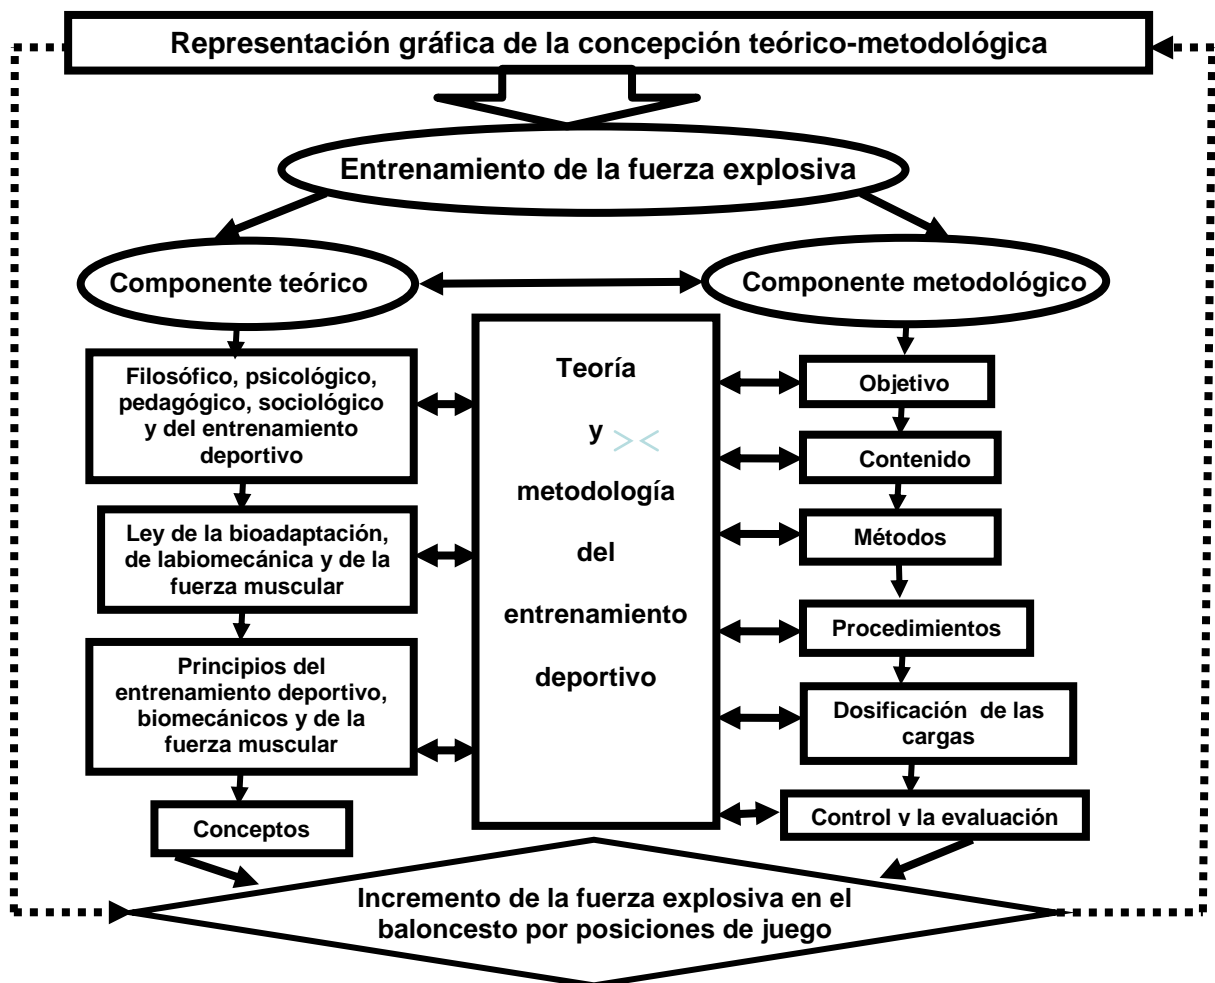 Representación gráfica de la concepción teórico-metodológica
Entrenamiento de la fuerza explosiva
Componente teórico
Componente metodológico
Filosófico, psicológico,
pedagógico, sociológico
y del entrenamiento
deportivo
Ley de la bioadaptación,
de labiomecánica y de la
fuerza muscular
Principios del
entrenamiento deportivo,
biomecánicos y de la
fuerza muscular
Conceptos
Teoría
y
metodología
del
entrenamiento
deportivo
Objetivo
Contenido
Métodos
Procedimientos
Dosificación de las
cargas
Control y la evaluación
Incremento de la fuerza explosiva en el
baloncesto por posiciones de juego